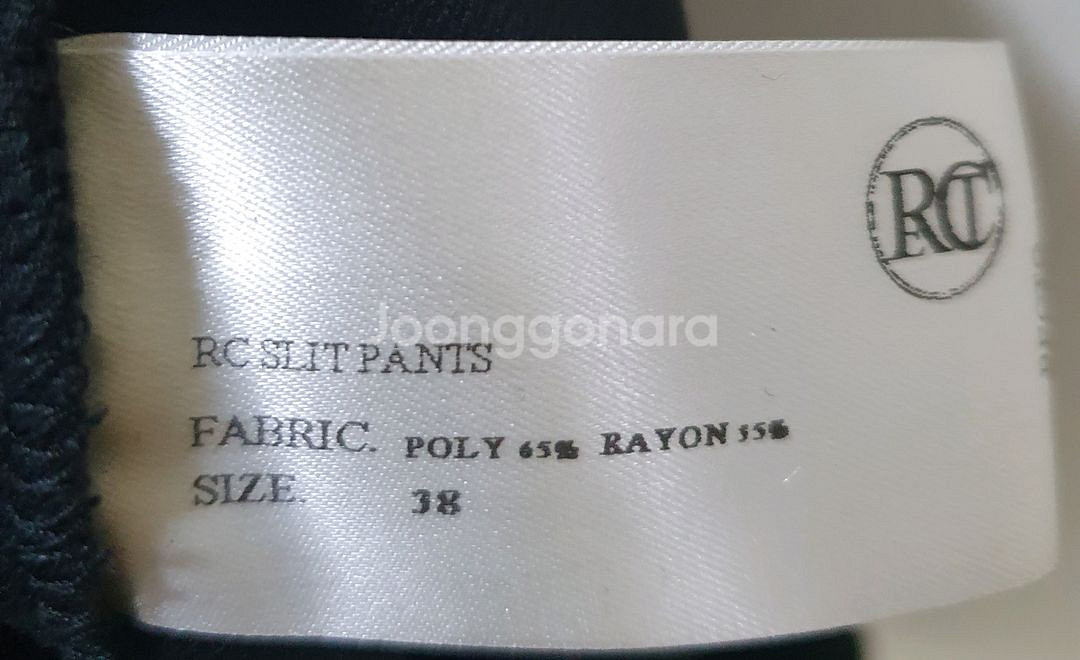 RC
Joonggonara
RC SLIT PANTS
FABRIC. POLY 65% RAYON 35%
SIZE. 38